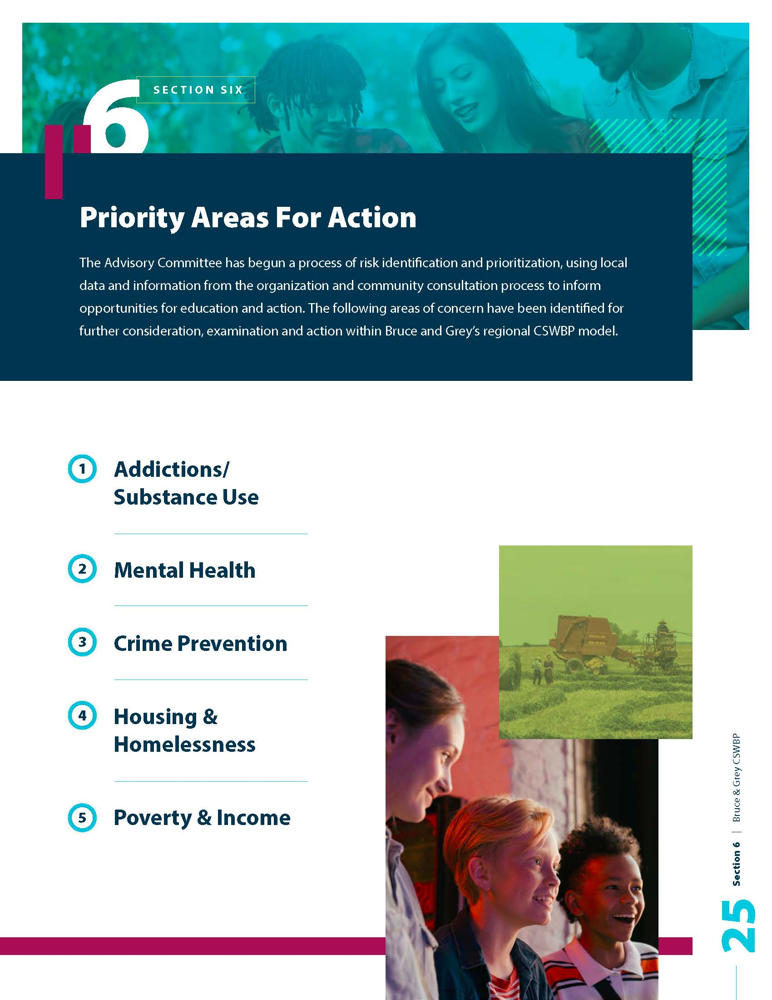 6
SECTION SIX
Priority Areas For Action
The Advisory Committee has begun a process of risk identification and prioritization, using local
data and information from the organization and community consultation process to inform
opportunities for education and action. The following areas of concern have been identified for
further consideration, examination and action within Bruce and Grey’s regional CSWBP model.
1
Addictions/
Substance Use
2
Mental Health
3
Crime Prevention
4
Housing &
Homelessness
5
Poverty & Income
25 Section 6 | Bruce & Grey CSWBP